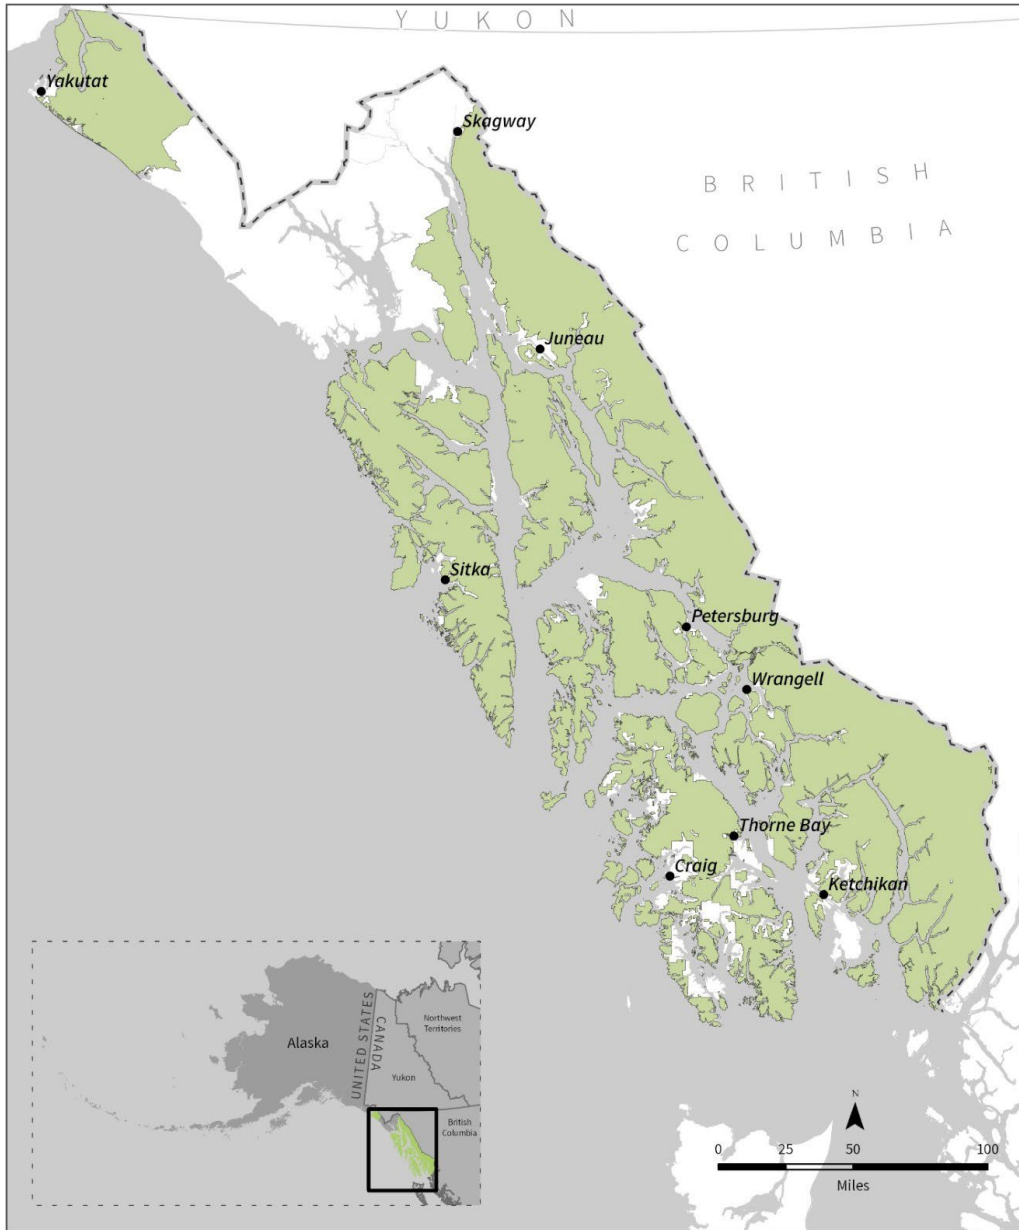 YUKON
Yakutat
Skagway
BRITISH
COLUMBIA
Juneau
Sitka
Petersburg
Wrangell
Thorne Bay
Craig
Ketchikan
Alaska
UNITED STATES
CANADA
Yukon
Northwest
Territories
British
Columbia
N
0 25 50 100
Miles